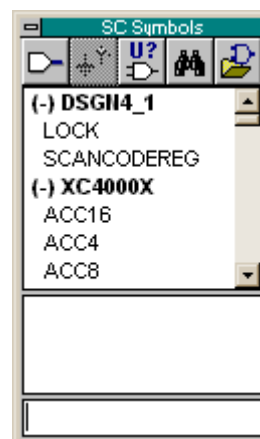 SC Symbols
U?
(-) DSGN4_1
LOCK
SCANCODEREG
(-) XC4000X
ACC16
ACC4
ACC8